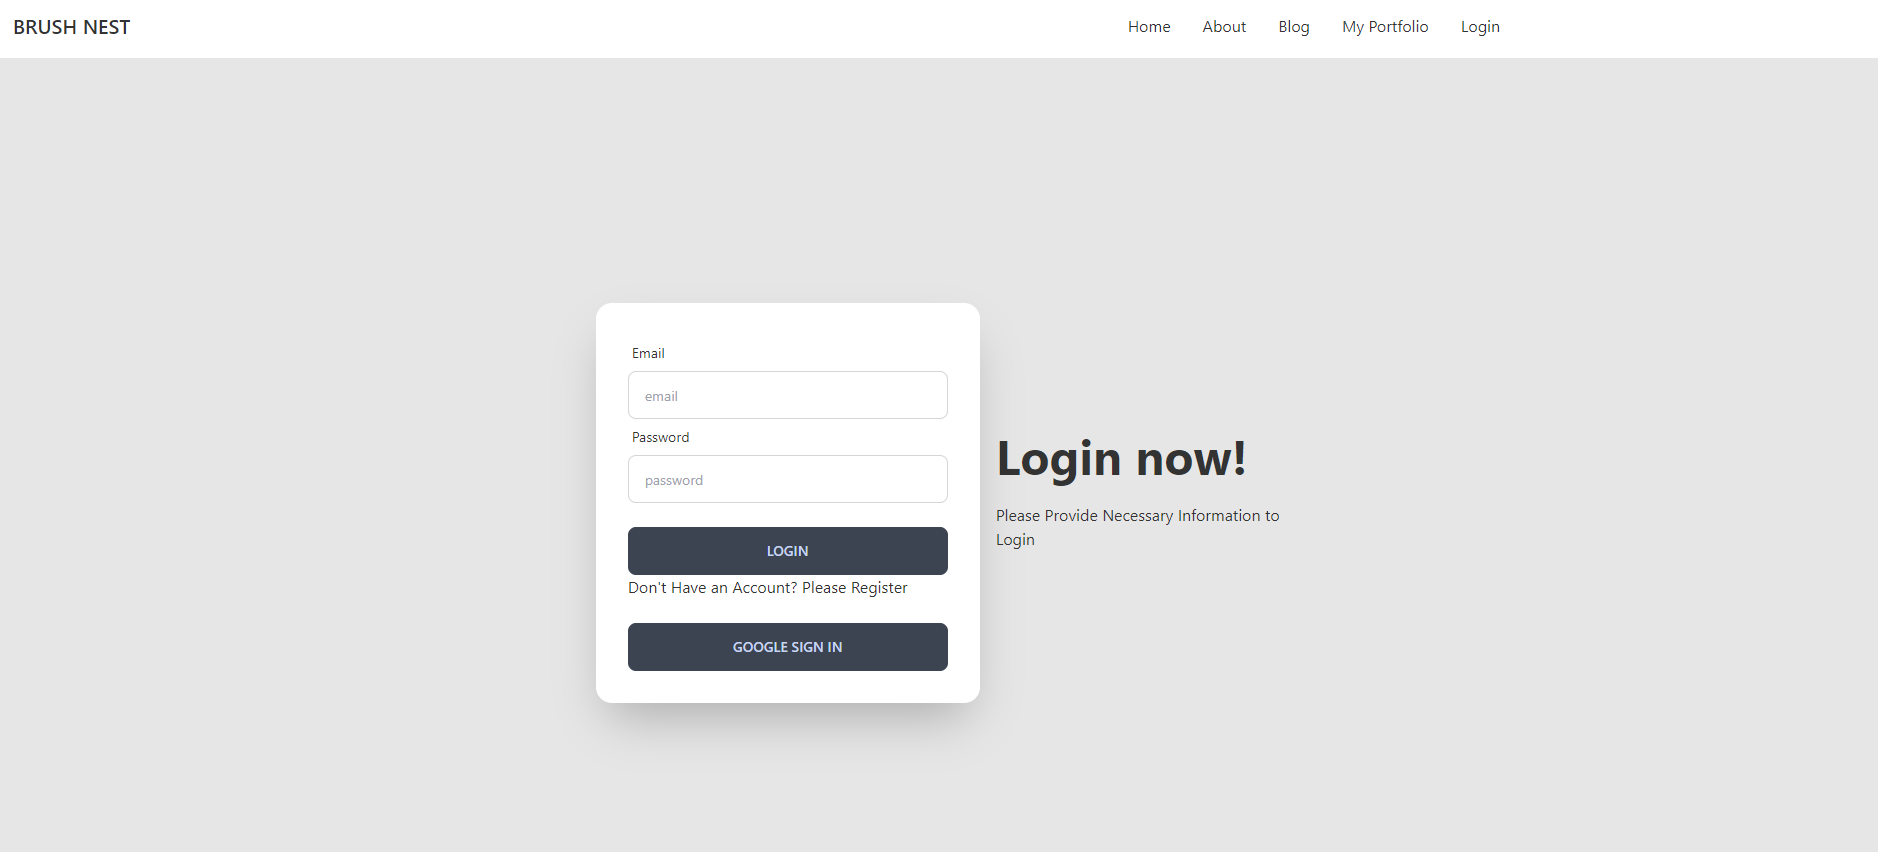 BRUSH NEST
Home About Blog My Portfolio Login
Email
email
Password
password
LOGIN
Don't Have an Account? Please Register
GOOGLE SIGN IN
Login now!
Please Provide Necessary Information to
Login